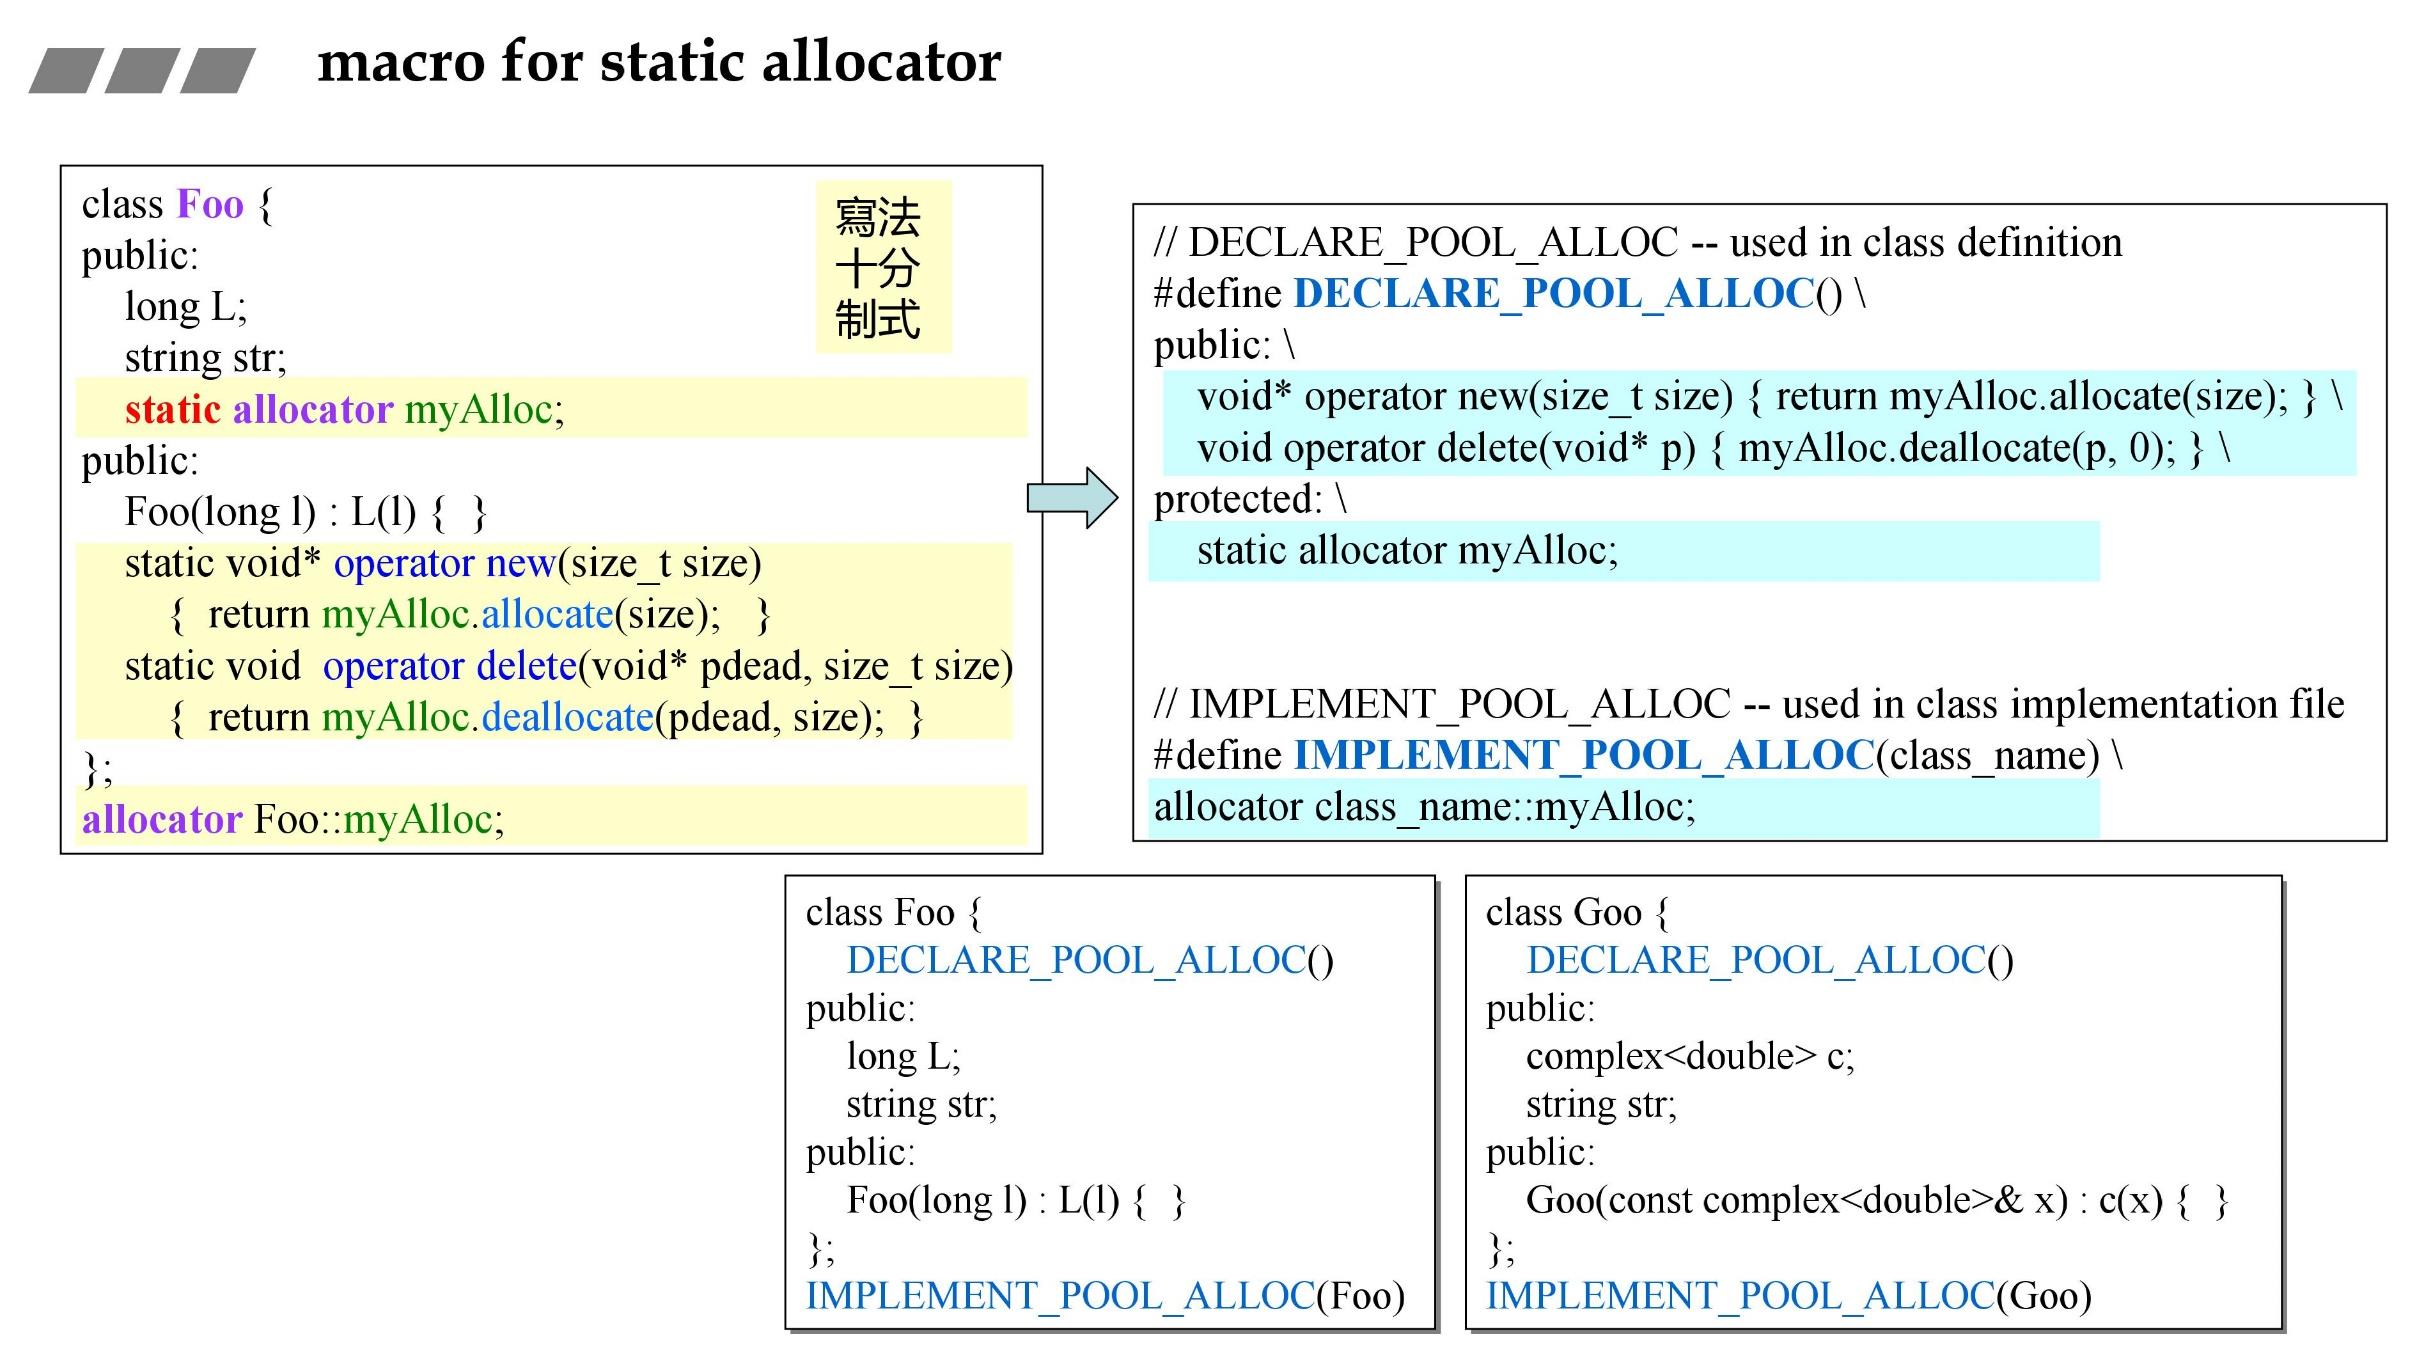 macro for static allocator
class Foo {
public:
long L;
string str;
static allocator myAlloc;
public:
Foo(long l) : L(l) {  }
static void* operator new(size_t size)
{  return myAlloc.allocate(size);   }
static void  operator delete(void* pdead, size_t size)
{  return myAlloc.deallocate(pdead, size);  }
};
allocator Foo::myAlloc;
寫法
十分
制式
// DECLARE_POOL_ALLOC -- used in class definition
#define DECLARE_POOL_ALLOC() \
public: \
void* operator new(size_t size) { return myAlloc.allocate(size); } \
void operator delete(void* p) { myAlloc.deallocate(p, 0); } \
protected: \
static allocator myAlloc;
// IMPLEMENT_POOL_ALLOC -- used in class implementation file
#define IMPLEMENT_POOL_ALLOC(class_name) \
allocator class_name::myAlloc;
class Foo {
DECLARE_POOL_ALLOC()
public:
long L;
string str;
public:
Foo(long l) : L(l) {  }
};
IMPLEMENT_POOL_ALLOC(Foo)
class Goo {
DECLARE_POOL_ALLOC()
public:
complex<double> c;
string str;
public:
Goo(const complex<double>& x) : c(x) {  }
};
IMPLEMENT_POOL_ALLOC(Goo)